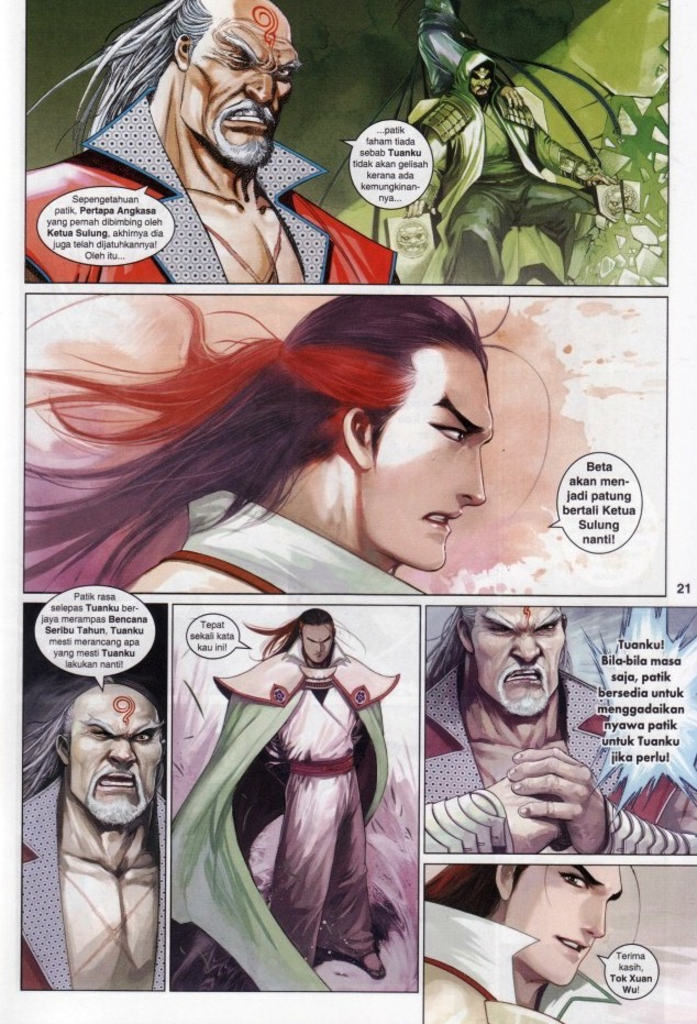 Sepengetahuan
patik, Pertapa Angkasa
yang pernah dibimbing oleh
Ketua Sulung, akhirnya dia
juga telah dijatuhkannya!
Oleh itu...
...patik
faham tiada
sebab Tuanku
tidak akan gelisah
kerana ada
kemungkinan-
nya...
Beta
akan men-
jadi patung
bertali Ketua
Sulung
nanti!
21
Patik rasa
selepas Tuanku ber-
jaya merampas Bencana
Seribu Tahun, Tuanku
mesti merancang apa
yang mesti Tuanku
lakukan nanti!
Tepat
sekali kata
kau ini!
Tuanku!
Bila-bila masa
saja, patik
bersedia untuk
menggadaikan
nyawa patik
untuk Tuanku
jika perlu!
Terima
kasih,
Tok Xuan
Wu!